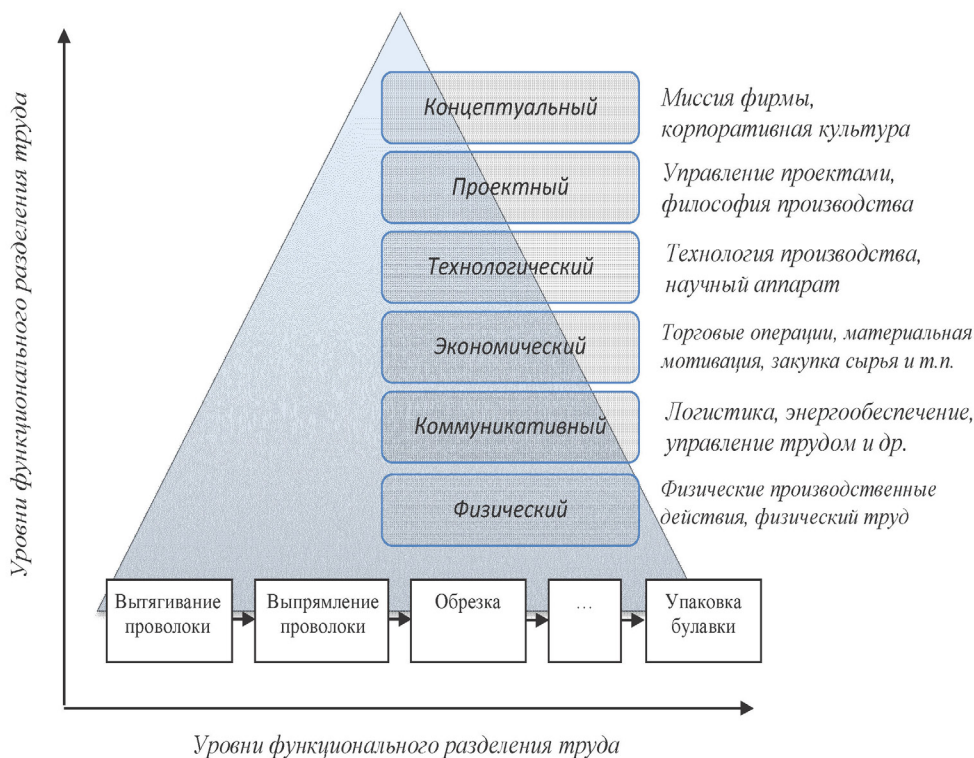 Уровни функционального разделения труда
Концептуальный
Миссия фирмы,
корпоративная культура
Проектный
Управление проектами,
философия производства
Технологический
Технология производства,
научный аппарат
Экономический
Торговые операции, материальная
мотивация, закупка сырья и т.п.
Коммуникативный
Логистика, энергообеспечение,
управление трудом и др.
Физический
Физические производственные
действия, физический труд
Вытягивание
проволоки
Выпрямление
проволоки
Обрезка
...
Упаковка
булавки
Уровни функционального разделения труда